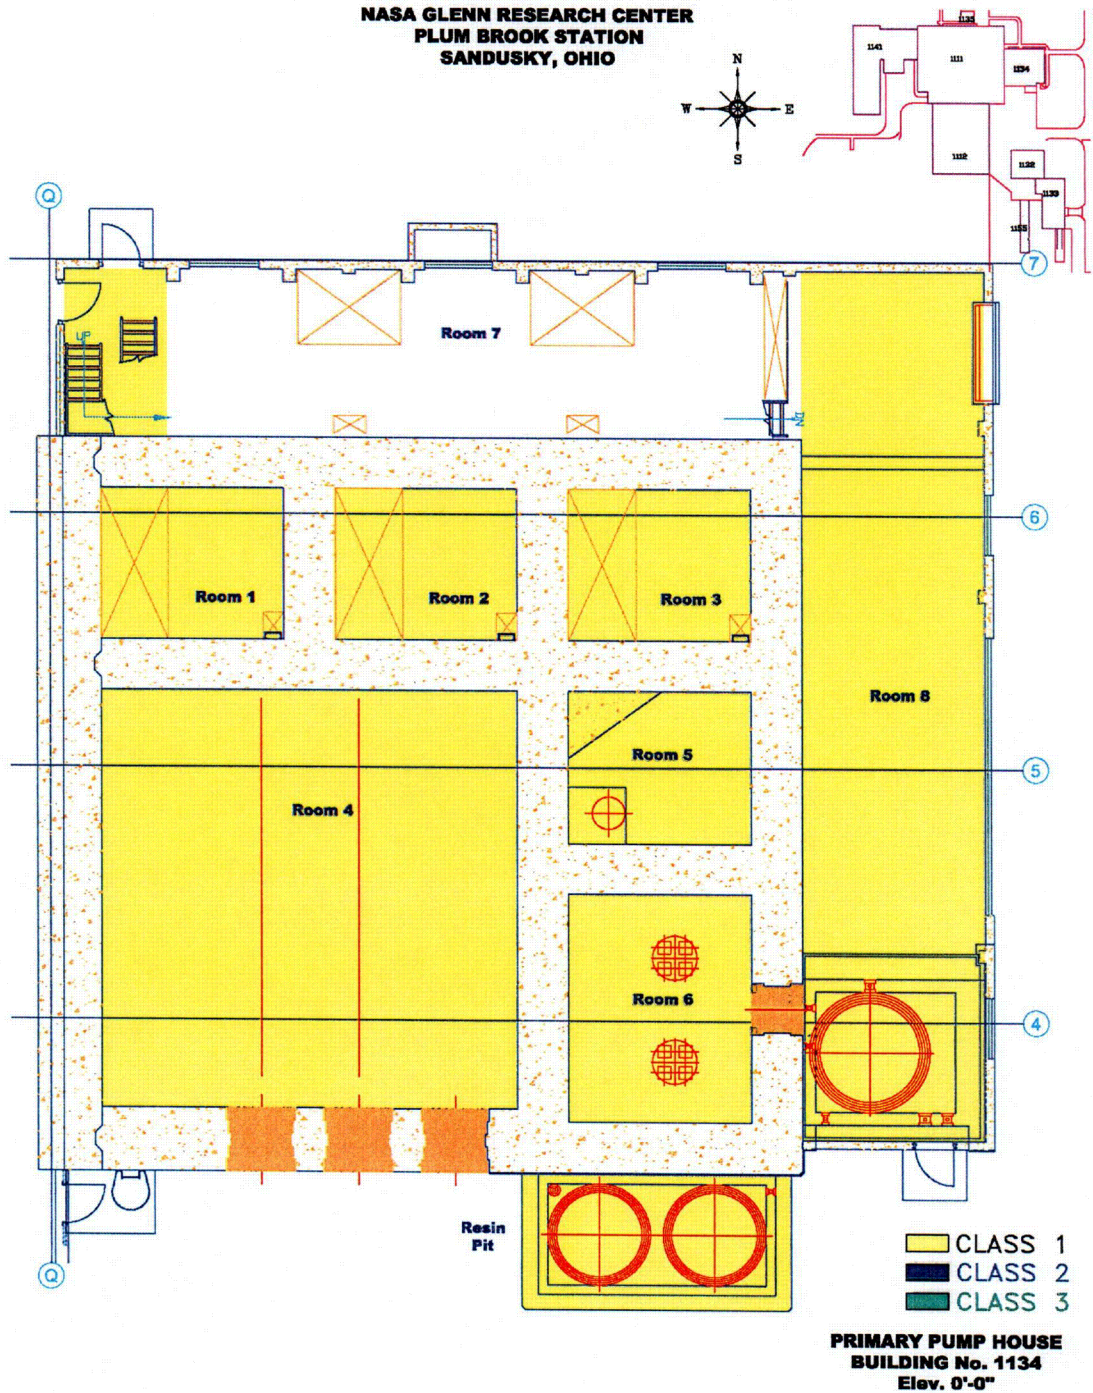 NASA GLENN RESEARCH CENTER
PLUM BROOK STATION
SANDUSKY, OHIO
N
W E
S
1135
1141
1111
1134
1112
1132
1133
1155
Q
7
UP
Room 7
DN
6
Room 1
Room 2
Room 3
Room 8
Room 5
5
Room 4
Room 6
4
Resin
Pit
Q
CLASS 1
CLASS 2
CLASS 3
PRIMARY PUMP HOUSE
BUILDING No. 1134
Elev. 0'-0"